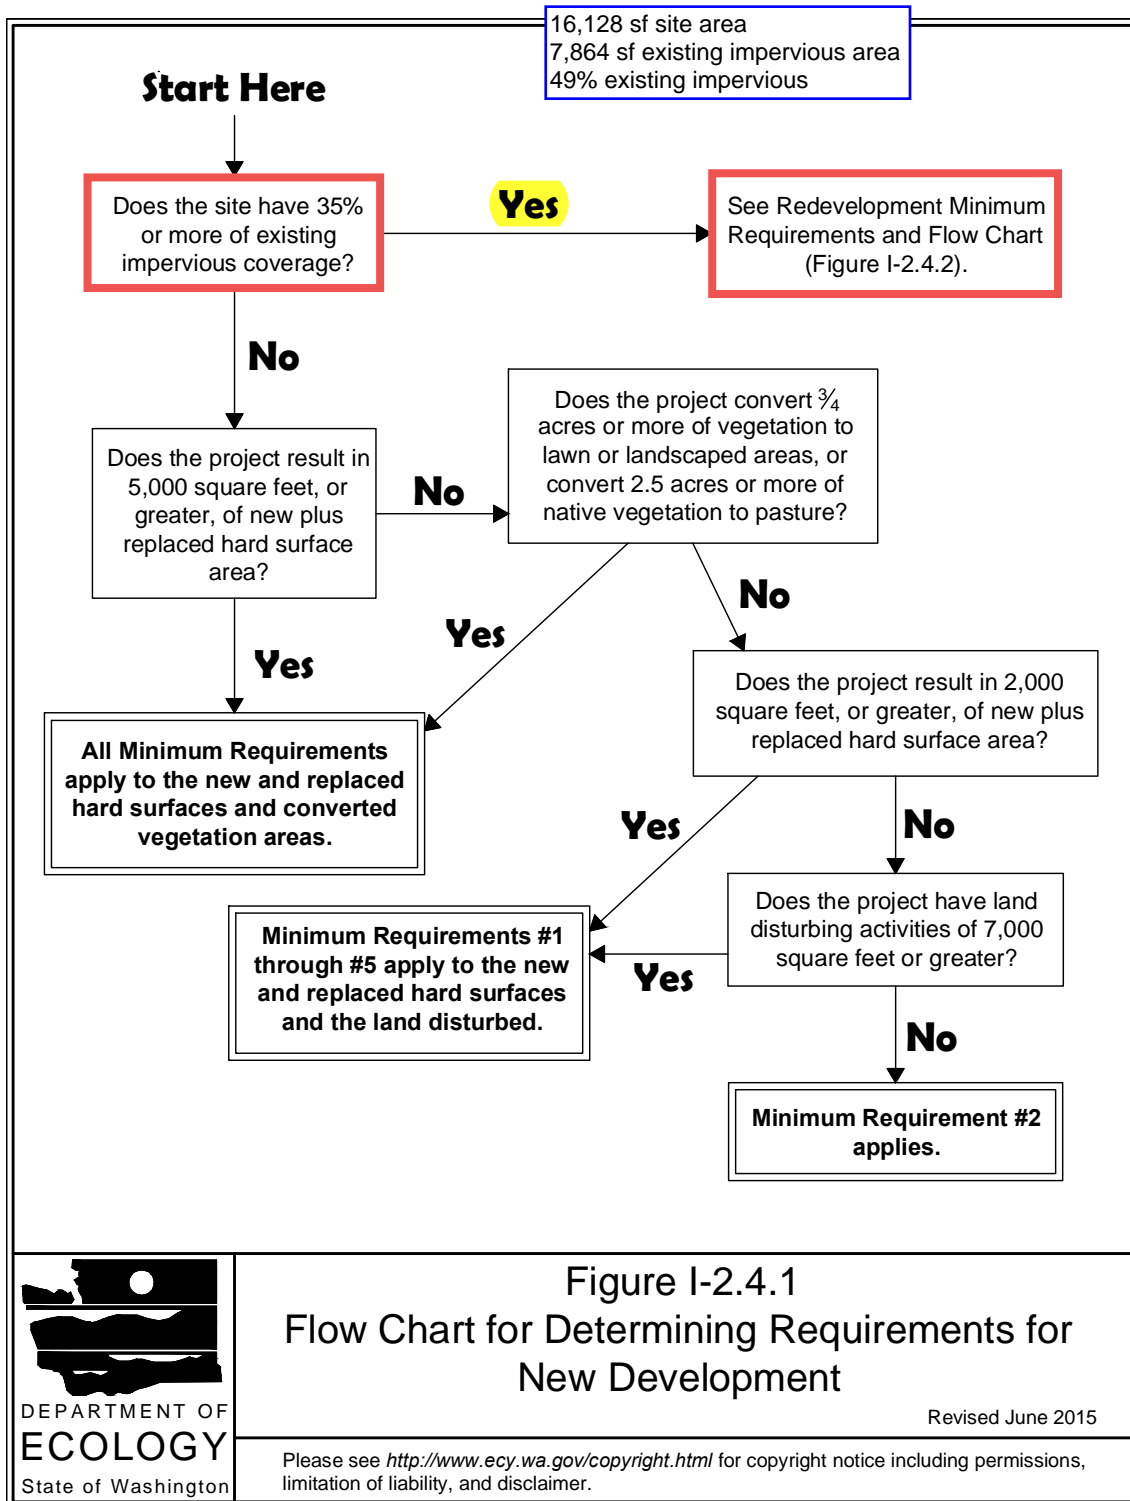 16,128 sf site area
7,864 sf existing impervious area
49% existing impervious
Start Here
Does the site have 35%
or more of existing
impervious coverage?
Yes
See Redevelopment Minimum
Requirements and Flow Chart
(Figure I-2.4.2).
No
Does the project result in
5,000 square feet, or
greater, of new plus
replaced hard surface
area?
No
Does the project convert ¾
acres or more of vegetation to
lawn or landscaped areas, or
convert 2.5 acres or more of
native vegetation to pasture?
Yes
Yes
No
All Minimum Requirements
apply to the new and replaced
hard surfaces and converted
vegetation areas.
Does the project result in 2,000
square feet, or greater, of new plus
replaced hard surface area?
Yes
No
Minimum Requirements #1
through #5 apply to the new
and replaced hard surfaces
and the land disturbed.
Yes
Does the project have land
disturbing activities of 7,000
square feet or greater?
No
Minimum Requirement #2
applies.
DEPARTMENT OF
ECOLOGY
State of Washington
Figure I-2.4.1
Flow Chart for Determining Requirements for
New Development
Revised June 2015
Please see http://www.ecy.wa.gov/copyright.html for copyright notice including permissions,
limitation of liability, and disclaimer.